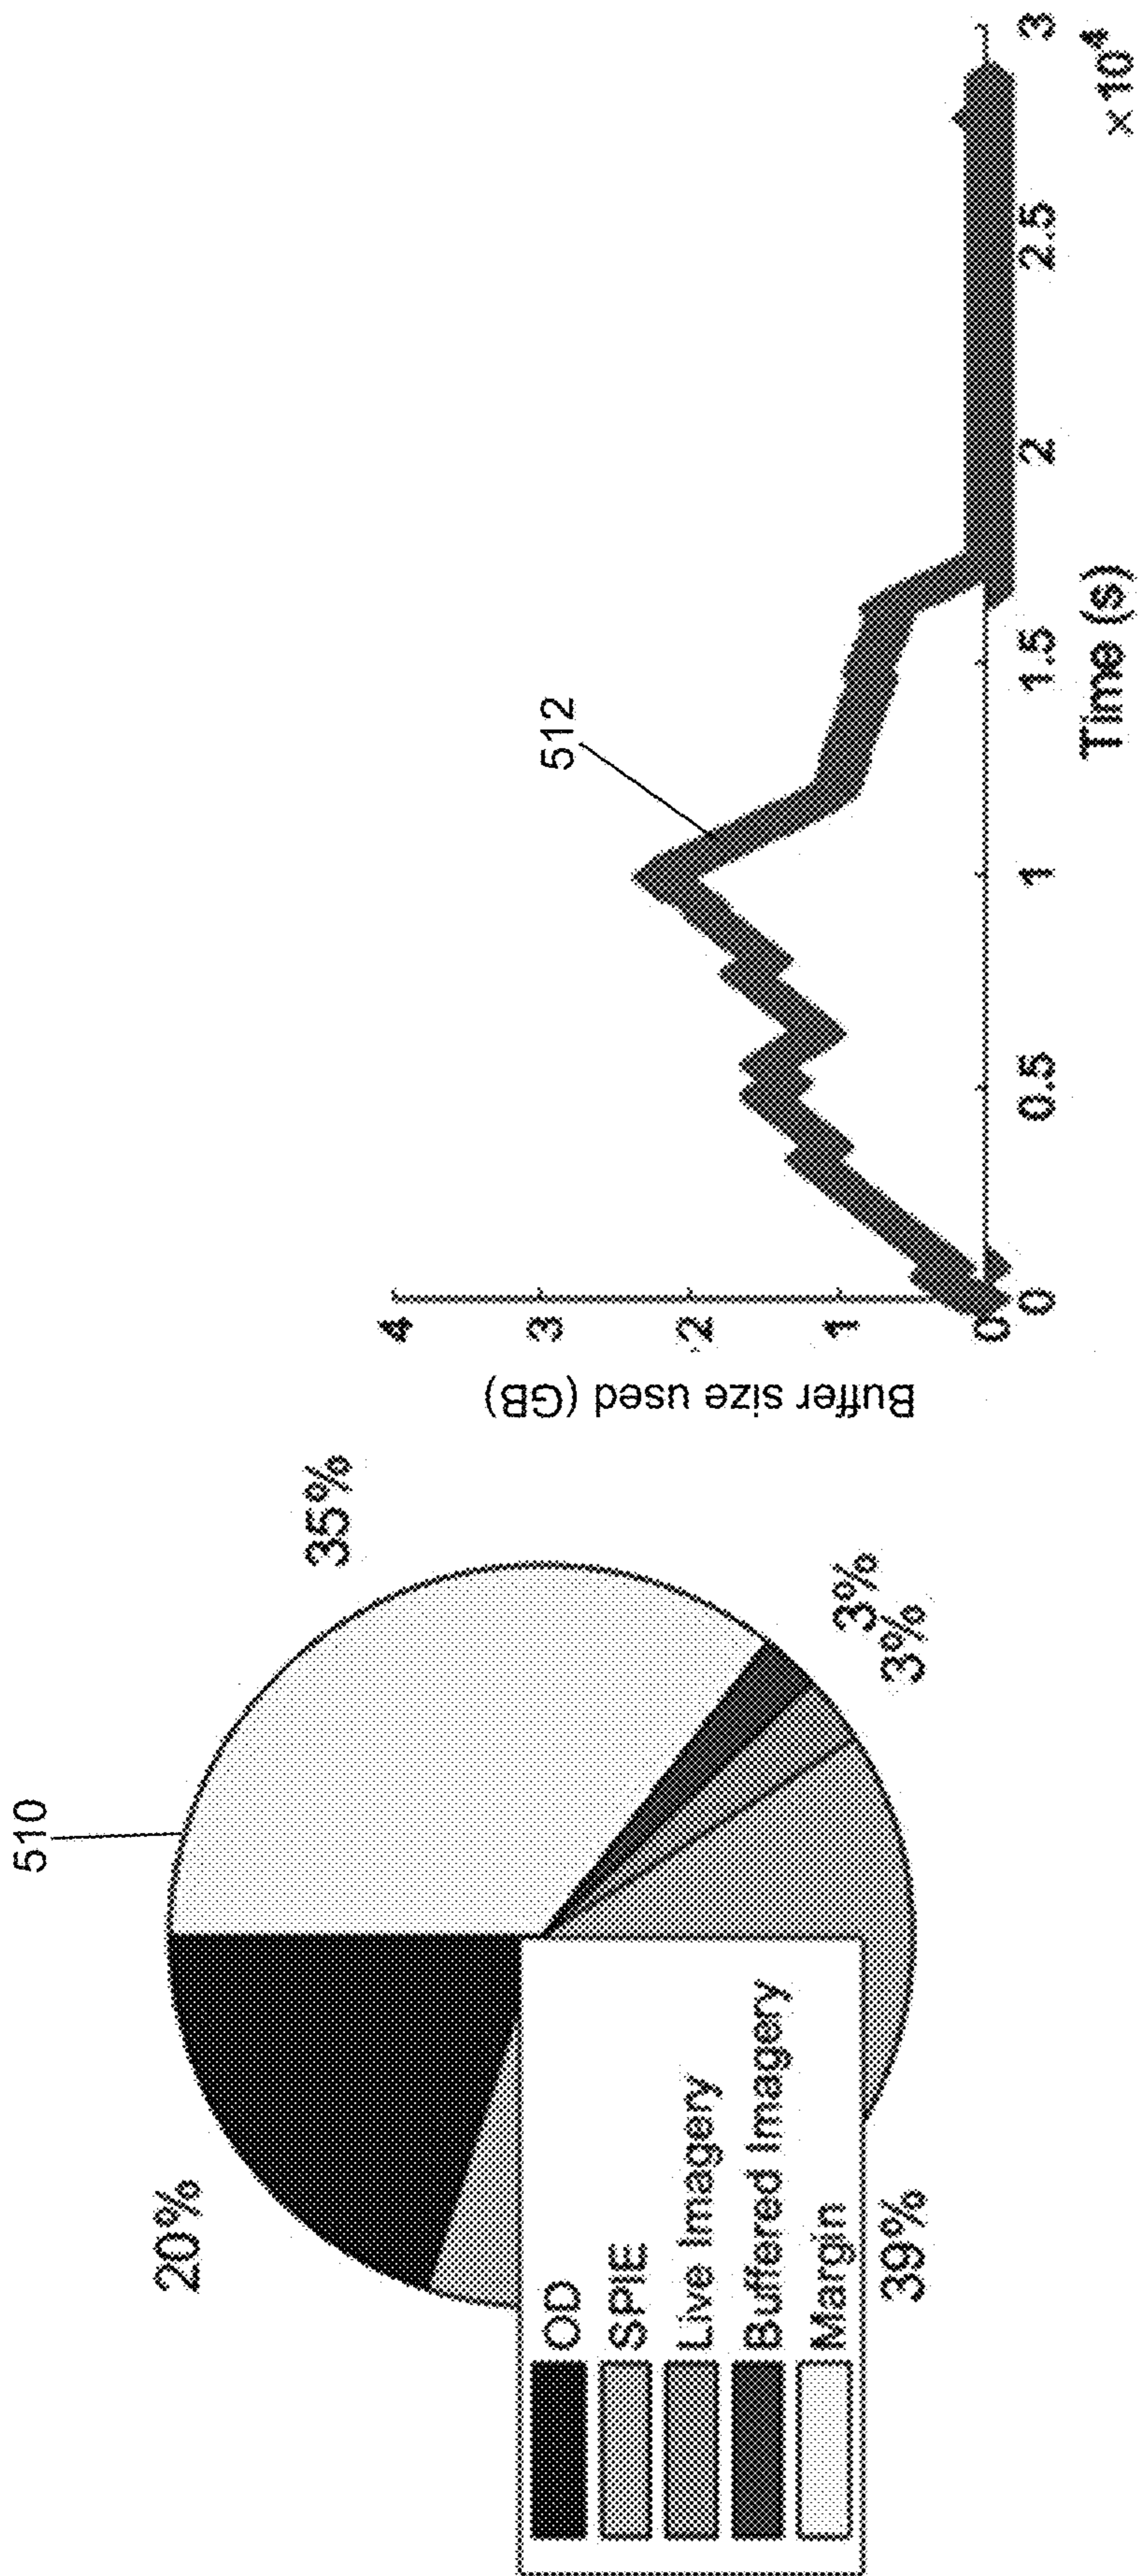 510
20%
35%
3%
3%
39%
OD
SPIE
Live Imagery
Buffered Imagery
Margin
512
Buffer size used (GB)
4
3
2
1
0
0
0.5
1
1.5
2
2.5
3
×10⁴
Time (s)